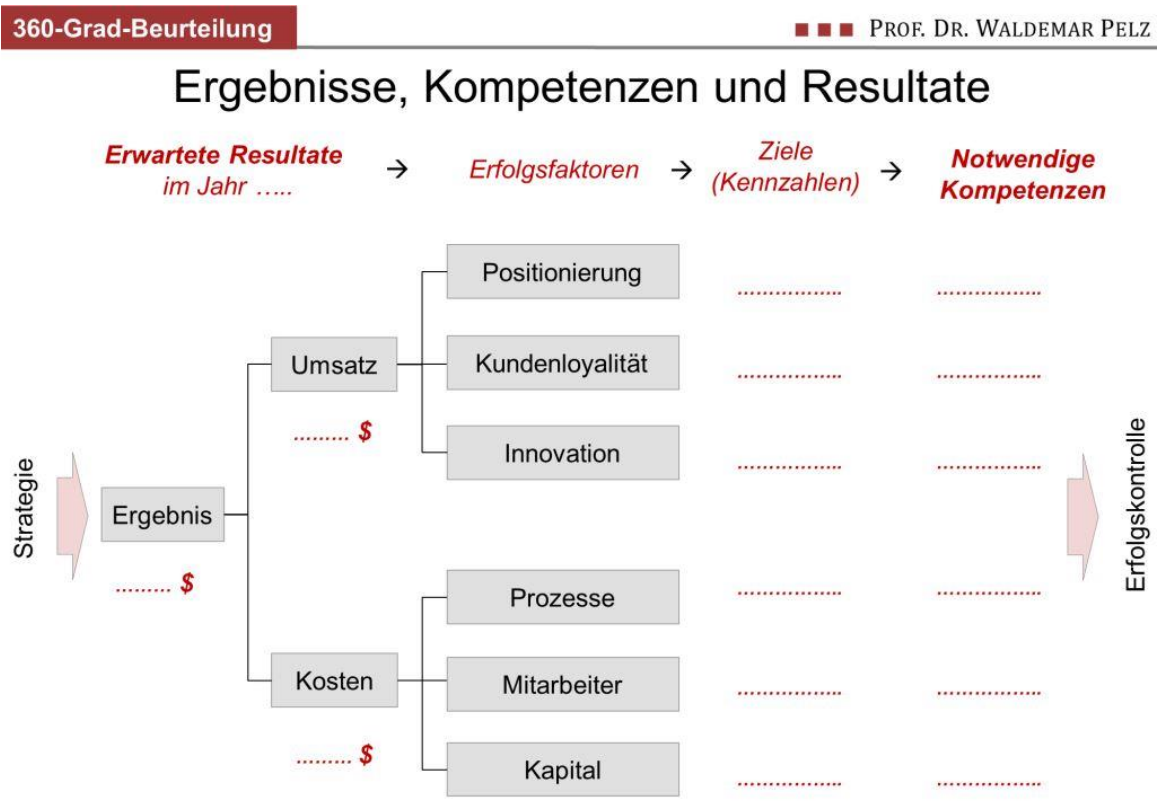 360-Grad-Beurteilung
PROF. DR. WALDEMAR PELZ
Ergebnisse, Kompetenzen und Resultate
Erwartete Resultate
im Jahr …..
→
Erfolgsfaktoren
→
Ziele
(Kennzahlen)
→
Notwendige
Kompetenzen
Strategie
Ergebnis
……… $
Umsatz
……… $
Kosten
……… $
Positionierung
……………..
……………..
Kundenloyalität
……………..
……………..
Innovation
……………..
……………..
Prozesse
……………..
……………..
Mitarbeiter
……………..
……………..
Kapital
……………..
……………..
Erfolgskontrolle